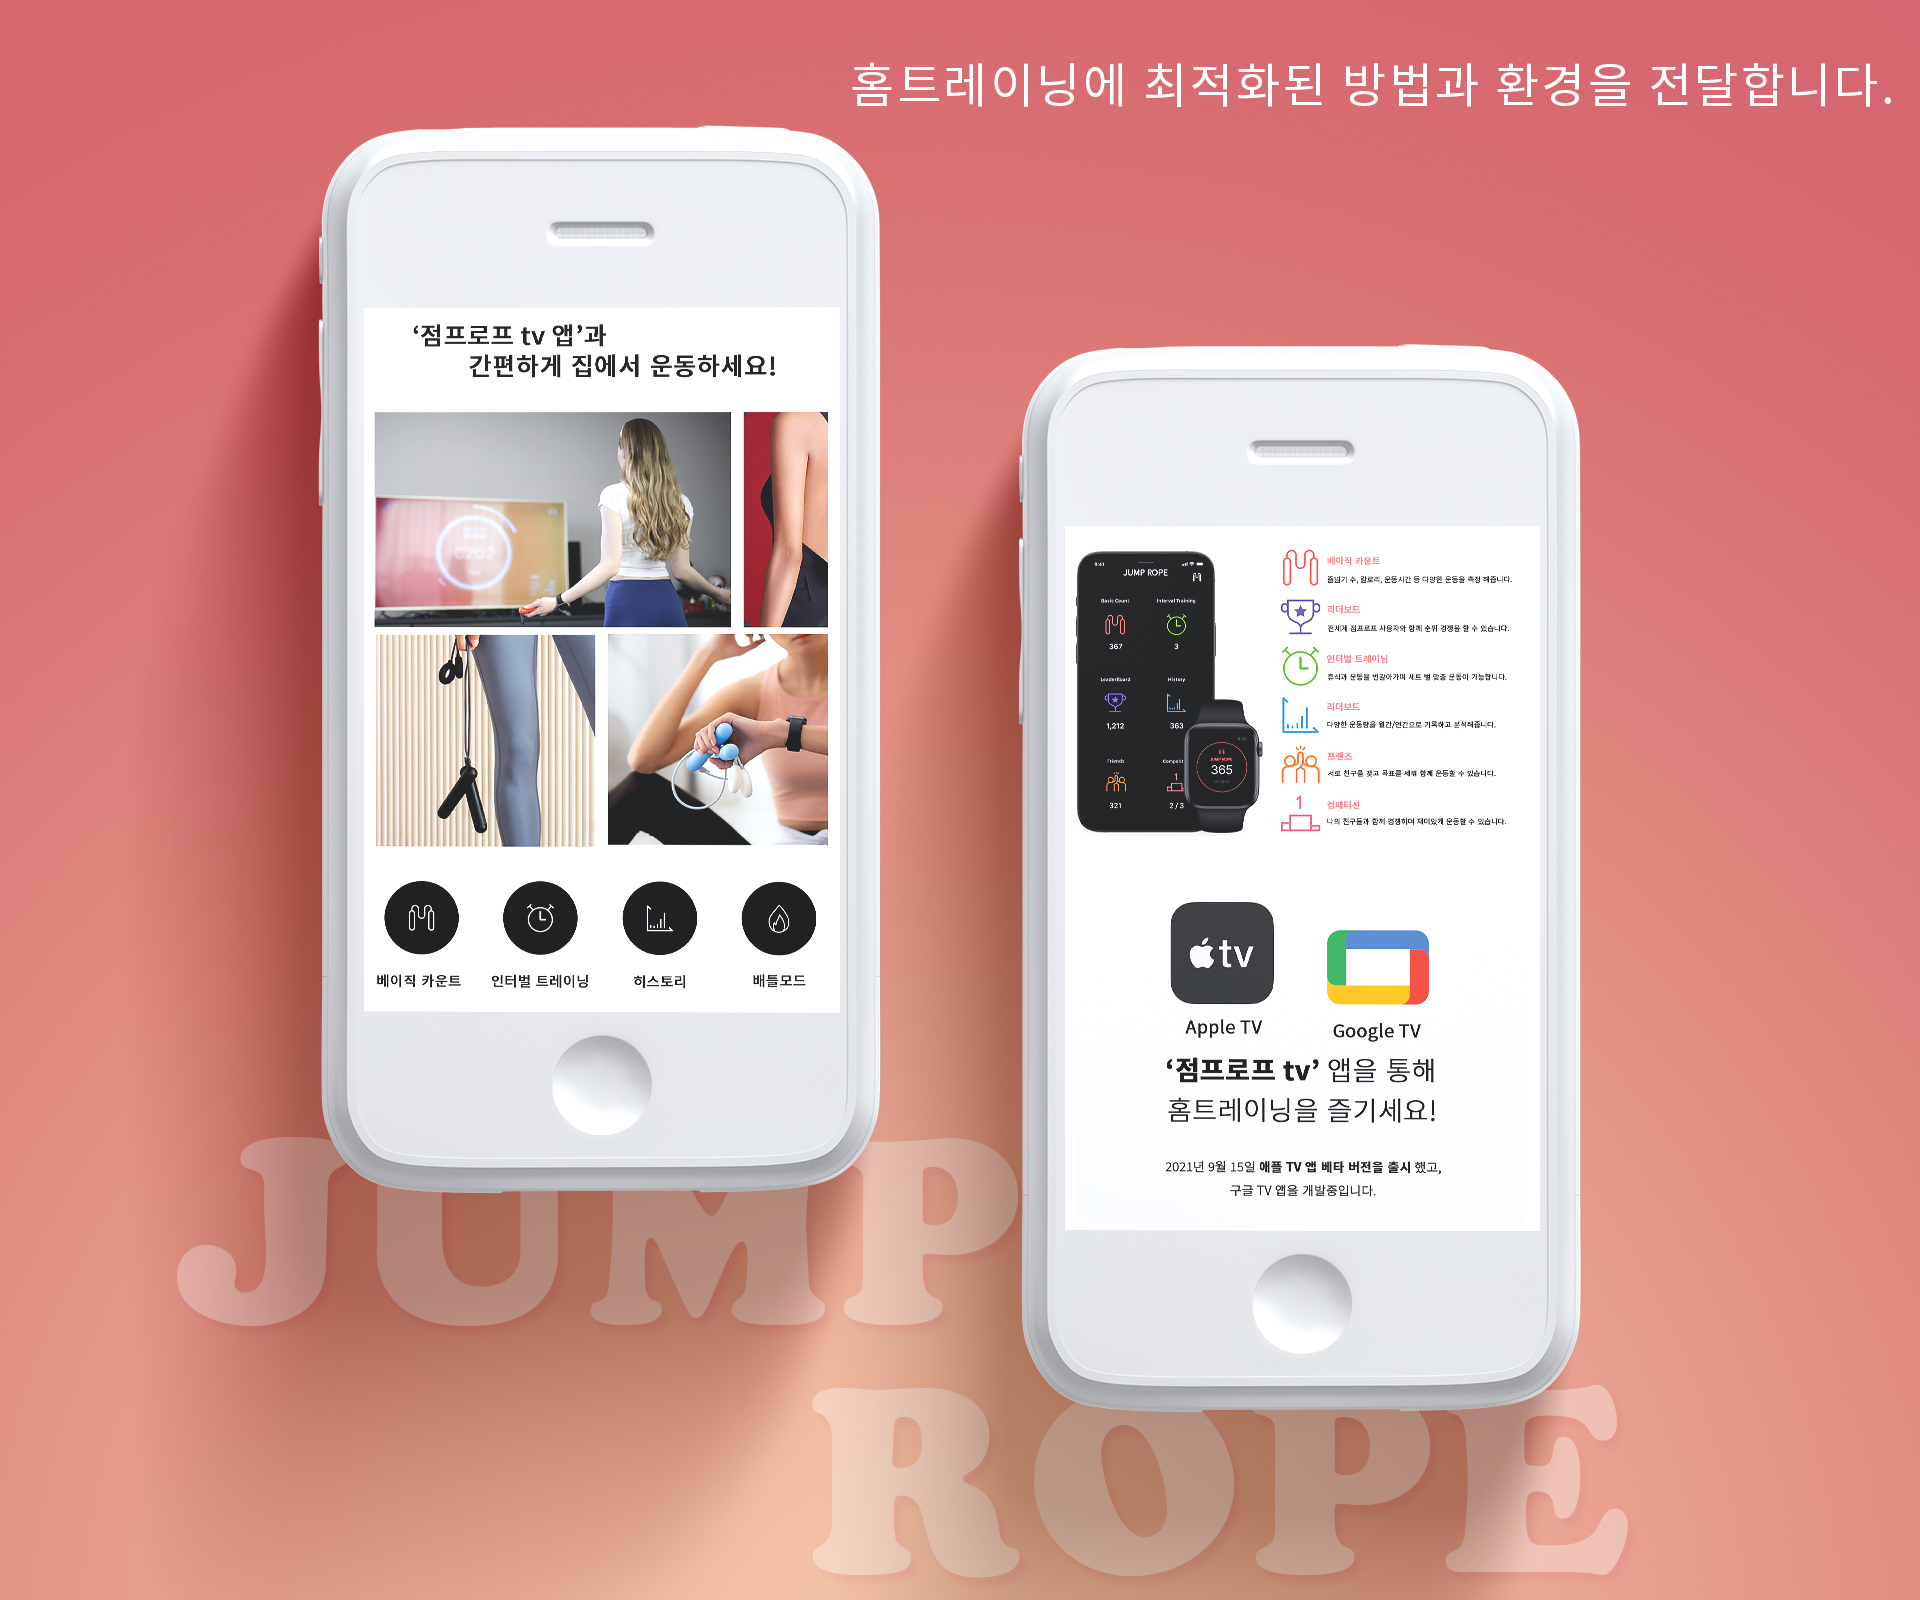 홈트레이닝에 최적화된 방법과 환경을 전달합니다.
‘점프로프 tv 앱’과
간편하게 집에서 운동하세요!
베이직 카운트
인터벌 트레이닝
히스토리
배틀모드
9:41
JUMP ROPE
Basic Count
Interval Training
367
3
LeaderBoard
History
1,212
363
Friends
Competit
321
2 / 3
JUMP ROPE
365
베이직 카운트
줄넘기 수, 칼로리, 운동시간 등 다양한 운동을 측정 해줍니다.
리더보드
전세계 점프로프 사용자와 함께 순위 경쟁을 할 수 있습니다.
인터벌 트레이닝
휴식과 운동을 번갈아가며 세트 별 맞춤 운동이 가능합니다.
리더보드
다양한 운동량을 월간/연간으로 기록하고 분석해줍니다.
프렌즈
서로 친구를 맺고 목표를 세워 함께 운동할 수 있습니다.
1
컴페티션
나의 친구들과 함께 경쟁하며 재미있게 운동할 수 있습니다.
tv
Apple TV
Google TV
‘점프로프 tv’ 앱을 통해
홈트레이닝을 즐기세요!
2021년 9월 15일 애플 TV 앱 베타 버전을 출시 했고,
구글 TV 앱을 개발중입니다.
JUMP
ROPE